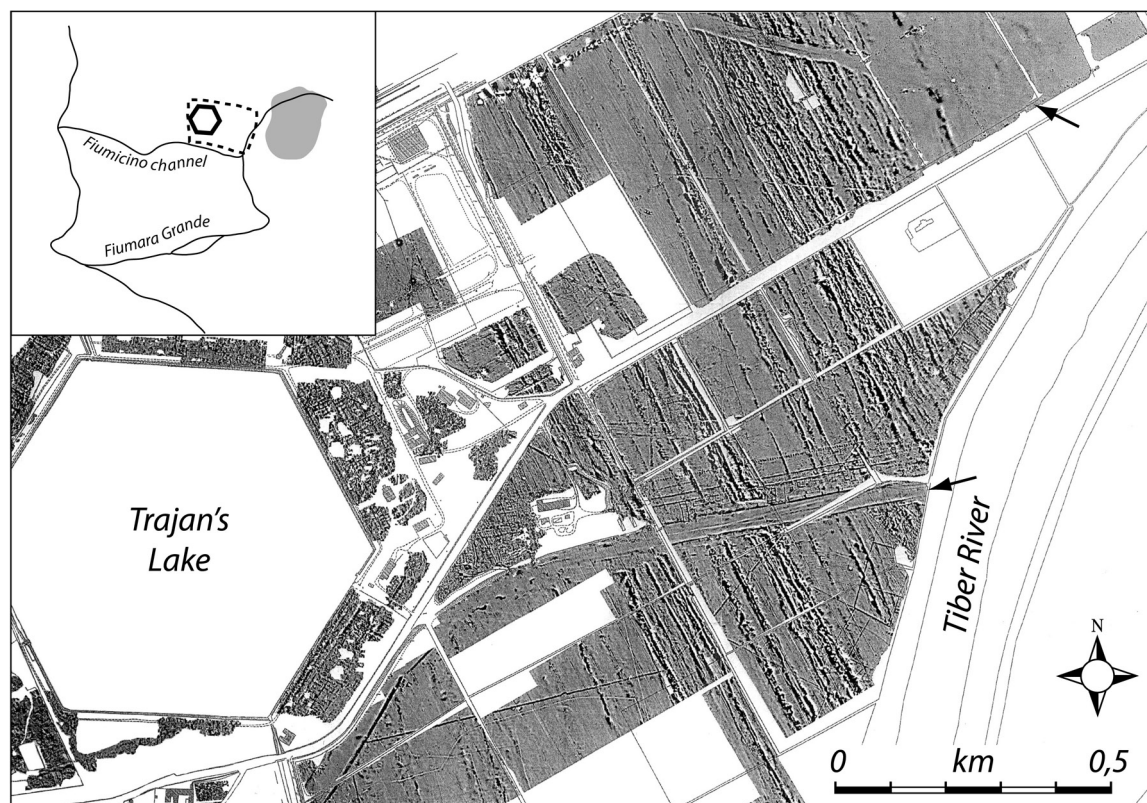 Fiumicino channel
Fiumara Grande
Trajan's
Lake
Tiber River
N
0 km 0,5